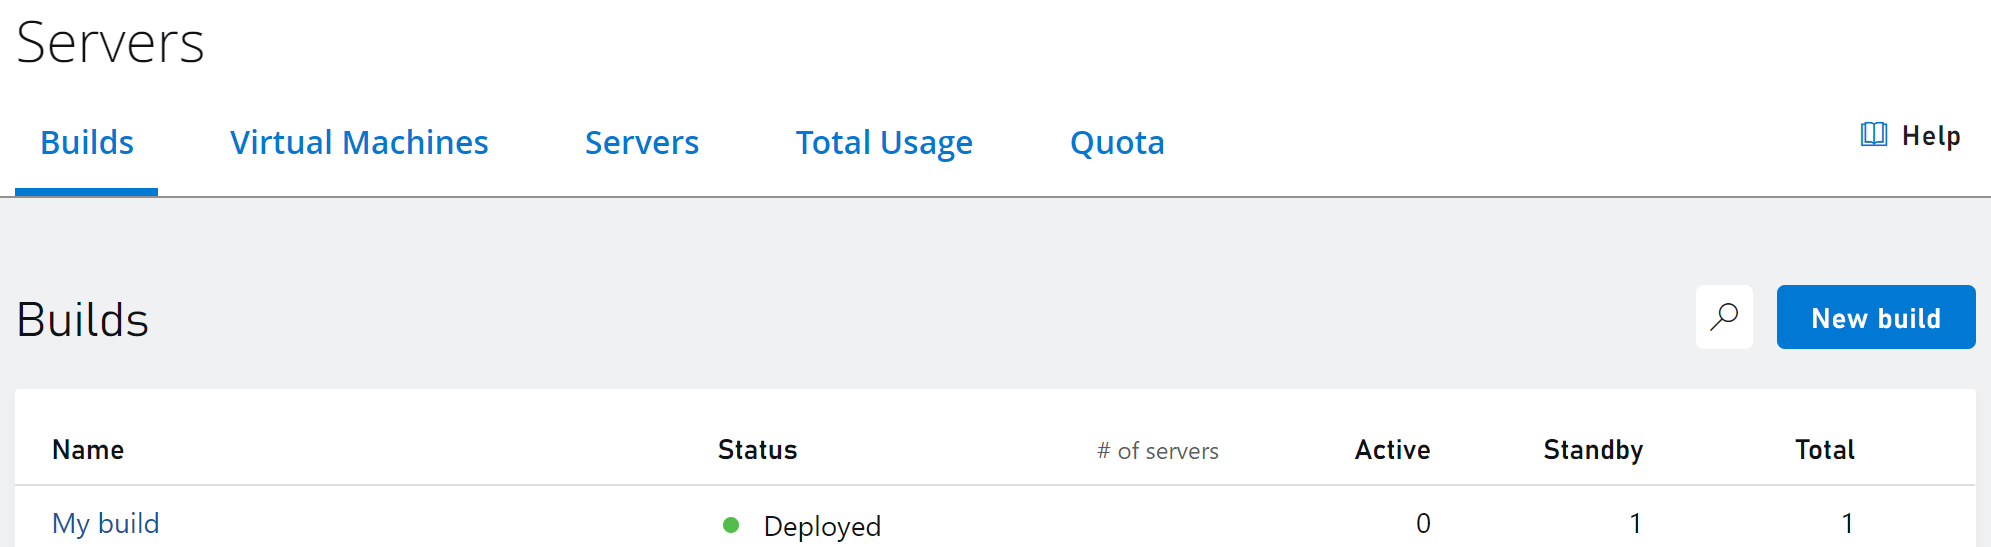 Servers
Builds Virtual Machines Servers Total Usage Quota Help
Builds New build
Name Status # of servers Active Standby Total
My build Deployed 0 1 1